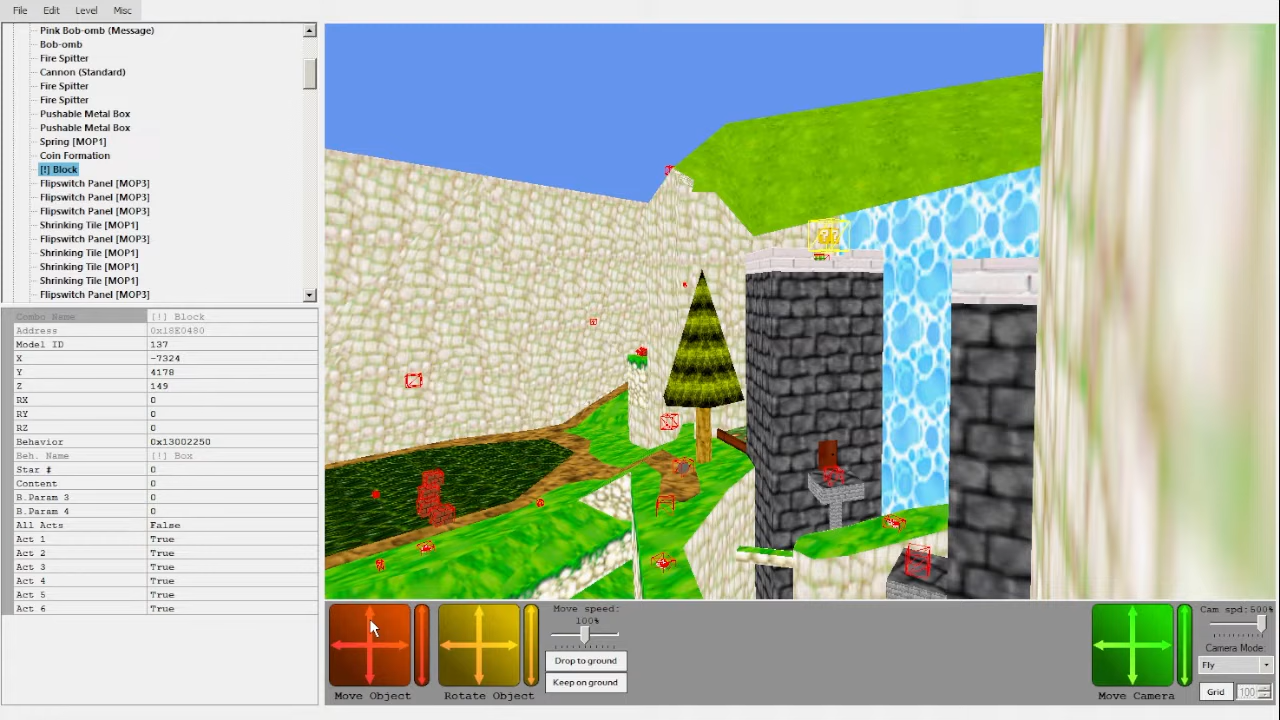 File Edit Level Misc
Pink Bob-omb (Message)
Bob-omb
Fire Spitter
Cannon (Standard)
Fire Spitter
Fire Spitter
Pushable Metal Box
Pushable Metal Box
Spring [MOP1]
Coin Formation
[!] Block
Flipswitch Panel [MOP3]
Flipswitch Panel [MOP3]
Flipswitch Panel [MOP3]
Shrinking Tile [MOP1]
Flipswitch Panel [MOP3]
Shrinking Tile [MOP1]
Shrinking Tile [MOP1]
Shrinking Tile [MOP1]
Flipswitch Panel [MOP3]
Combo Name [!] Block
Address 0x18E0480
Model ID 137
X -7324
Y 4178
Z 149
RX 0
RY 0
RZ 0
Behavior 0x13002250
Beh. Name [!] Box
Star # 0
Content 0
B.Param 3 0
B.Param 4 0
All Acts False
Act 1 True
Act 2 True
Act 3 True
Act 4 True
Act 5 True
Act 6 True
Move Object
Rotate Object
Move speed:
100%
Drop to ground
Keep on ground
Move Camera
Cam spd: 500%
Camera Mode:
Fly
Grid 100